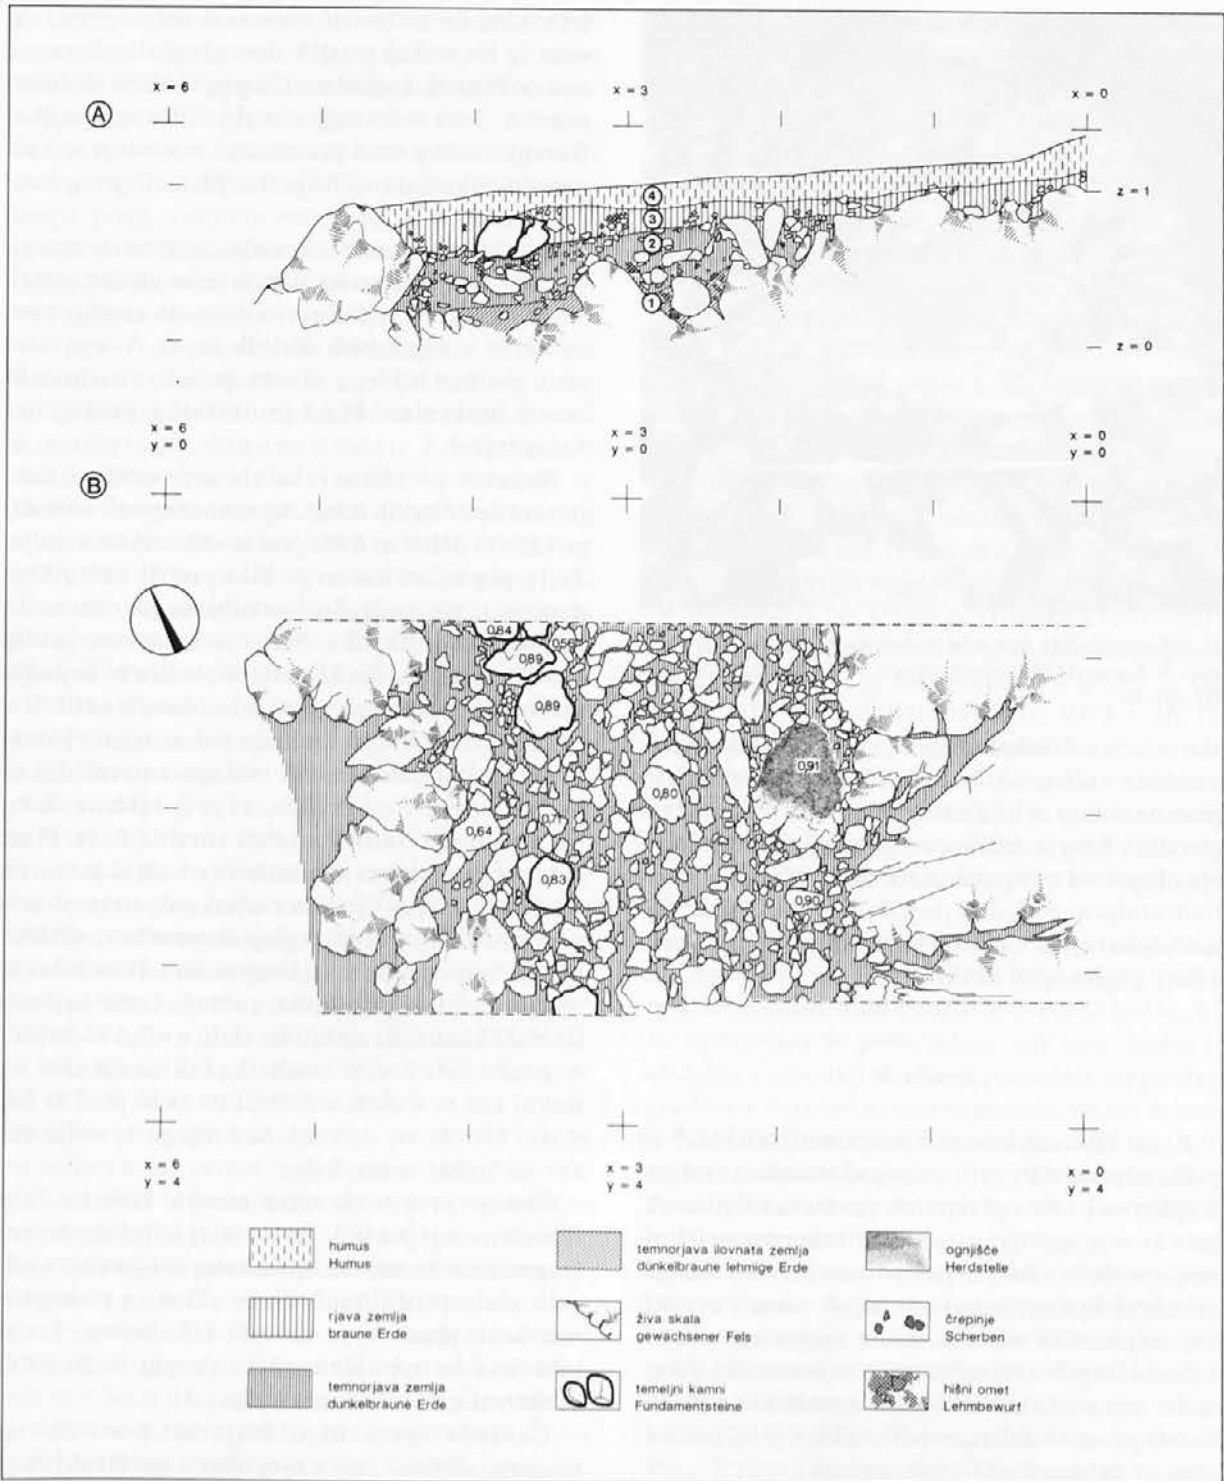 x = 6
x = 3
x = 0
A
4
3
2
1
z = 1
z = 0
x = 6
y = 0
x = 3
y = 0
x = 0
y = 0
B
0,84
0,56
0,89
0,89
0,91
0,80
0,64
0,71
0,83
0,90
x = 6
y = 4
x = 3
y = 4
x = 0
y = 4
humus
Humus
rjava zemlja
braune Erde
temnorjava zemlja
dunkelbraune Erde
temnorjava ilovnata zemlja
dunkelbraune lehmige Erde
živa skala
gewachsener Fels
temeljni kamni
Fundamentsteine
ognjišče
Herdstelle
črepinje
Scherben
hišni omet
Lehmbewurf